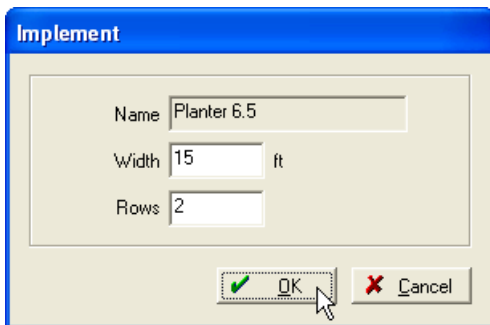 Implement
Name Planter 6.5
Width 15 ft
Rows 2
OK Cancel